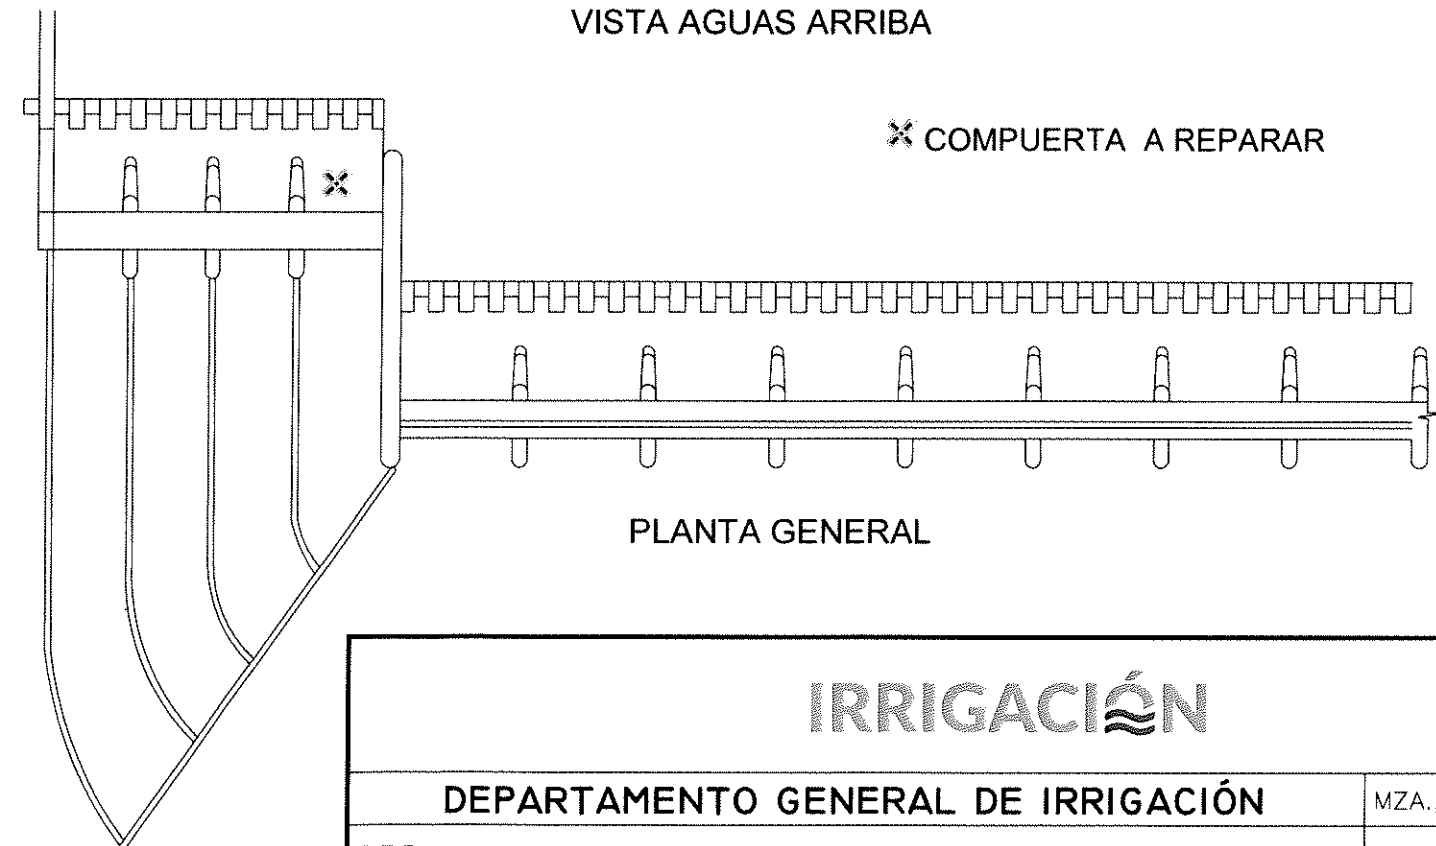 VISTA AGUAS ARRIBA
COMPUERTA A REPARAR
PLANTA GENERAL
IRRIGACIÓN
DEPARTAMENTO GENERAL DE IRRIGACIÓN
MZA.